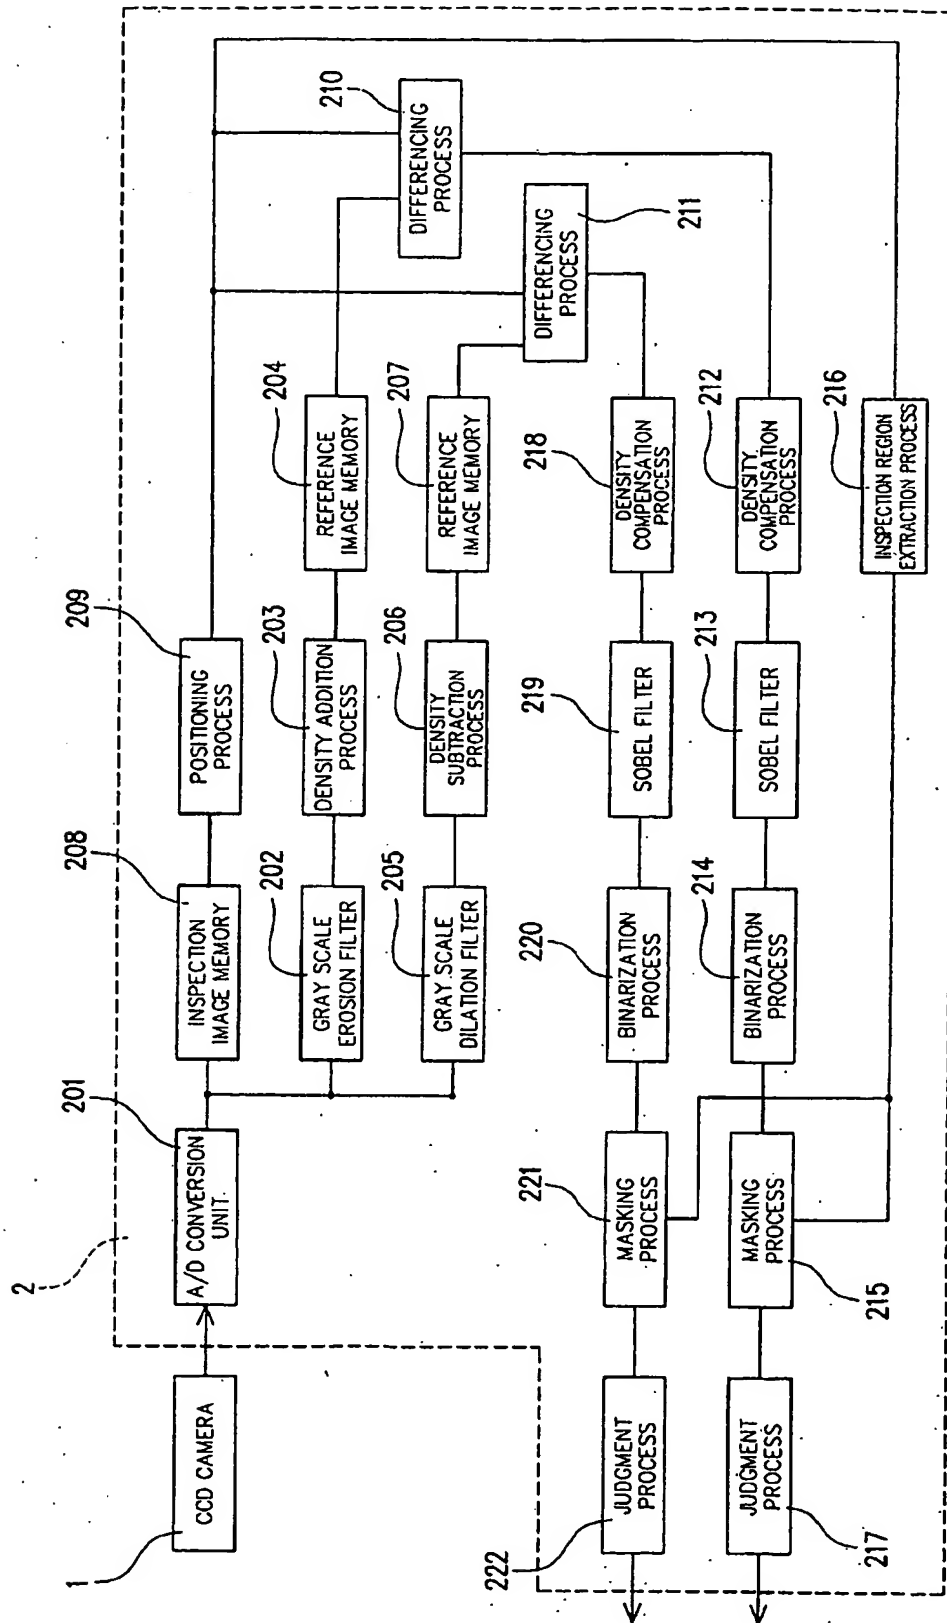 1
CCD CAMERA
2
201
A/D CONVERSION
UNIT.
208
INSPECTION
IMAGE MEMORY
209
POSITIONING
PROCESS
202
GRAY SCALE
EROSION FILTER
203
DENSITY ADDITION
PROCESS
204
REFERENCE
IMAGE MEMORY
210
DIFFERENCING
PROCESS
205
GRAY SCALE
DILATION FILTER
206
DENSITY
SUBTRACTION
PROCESS
207
REFERENCE
IMAGE MEMORY
DIFFERENCING
PROCESS
211
222
JUDGMENT
PROCESS
221
MASKING
PROCESS
220
BINARIZATION
PROCESS
219
SOBEL FILTER
218
DENSITY
COMPENSATION
PROCESS
JUDGMENT
PROCESS
217
MASKING
PROCESS
215
214
BINARIZATION
PROCESS
213
SOBEL FILTER
212
DENSITY
COMPENSATION
PROCESS
216
INSPECTION REGION
EXTRACTION PROCESS